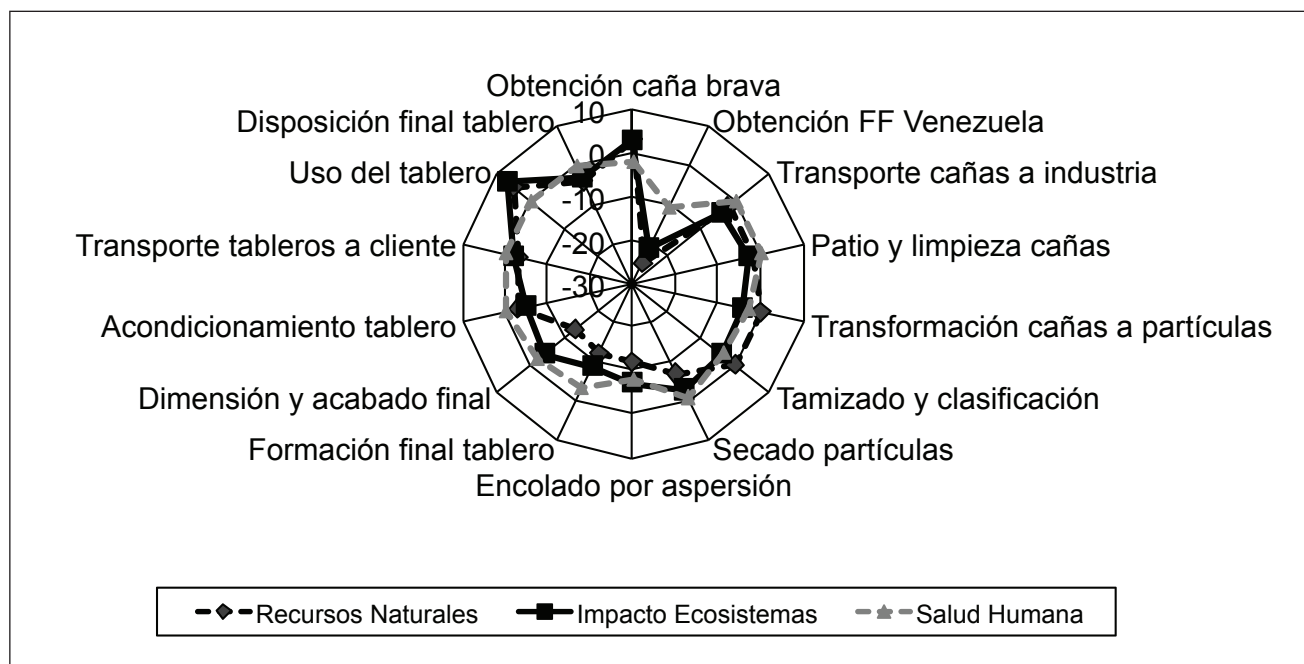 Obtención caña brava
Disposición final tablero
10
Obtención FF Venezuela
Uso del tablero
0
Transporte cañas a industria
-10
Transporte tableros a cliente
-20
Patio y limpieza cañas
-30
Acondicionamiento tablero
Transformación cañas a partículas
Dimensión y acabado final
Tamizado y clasificación
Formación final tablero
Secado partículas
Encolado por aspersión
Recursos Naturales
Impacto Ecosistemas
Salud Humana